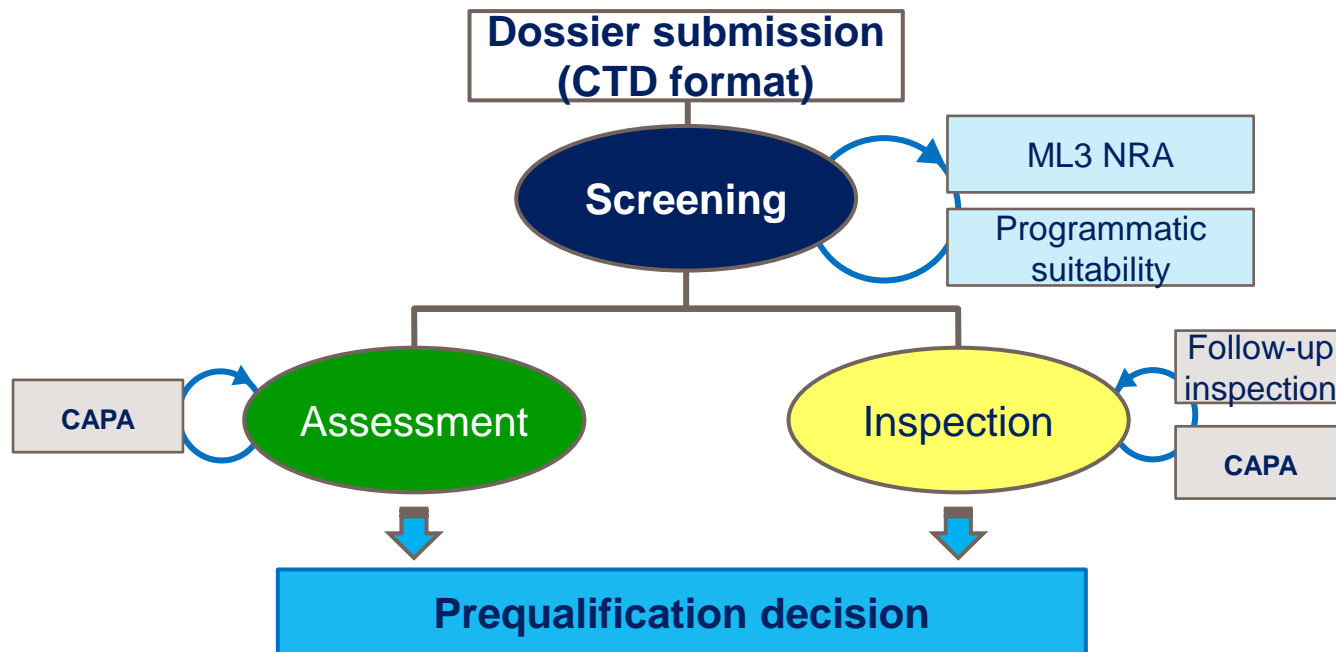 Dossier submission
(CTD format)
Screening
ML3 NRA
Programmatic
suitability
CAPA
Assessment
Inspection
Follow-up
inspection
CAPA
Prequalification decision